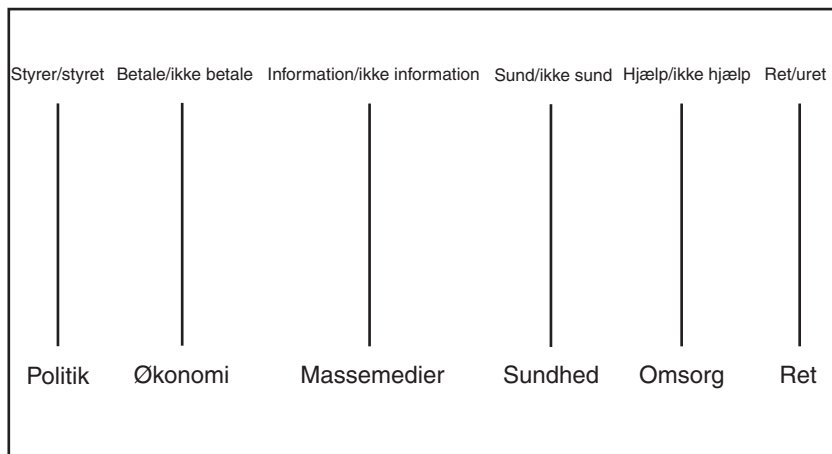 Styrer/styret Betale/ikke betale Information/ikke information Sund/ikke sund Hjælp/ikke hjælp Ret/uret
Politik Økonomi Massemedier Sundhed Omsorg Ret